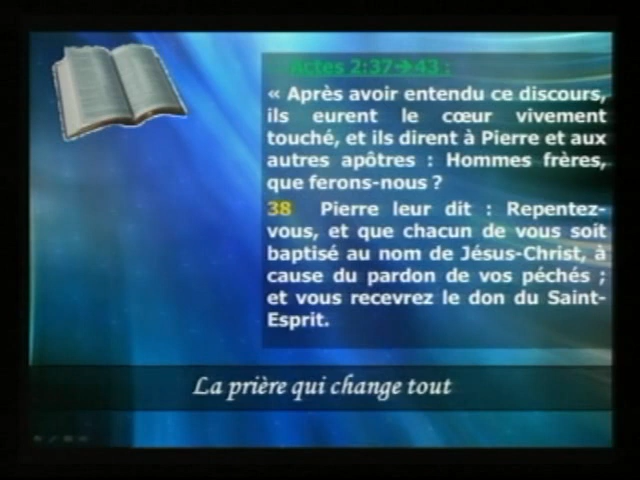 Actes 2:37→43 :
« Après avoir entendu ce discours,
ils eurent le cœur vivement
touché, et ils dirent à Pierre et aux
autres apôtres : Hommes frères,
que ferons-nous ?
38 Pierre leur dit : Repentez-
vous, et que chacun de vous soit
baptisé au nom de Jésus-Christ, à
cause du pardon de vos péchés ;
et vous recevrez le don du Saint-
Esprit.
La prière qui change tout